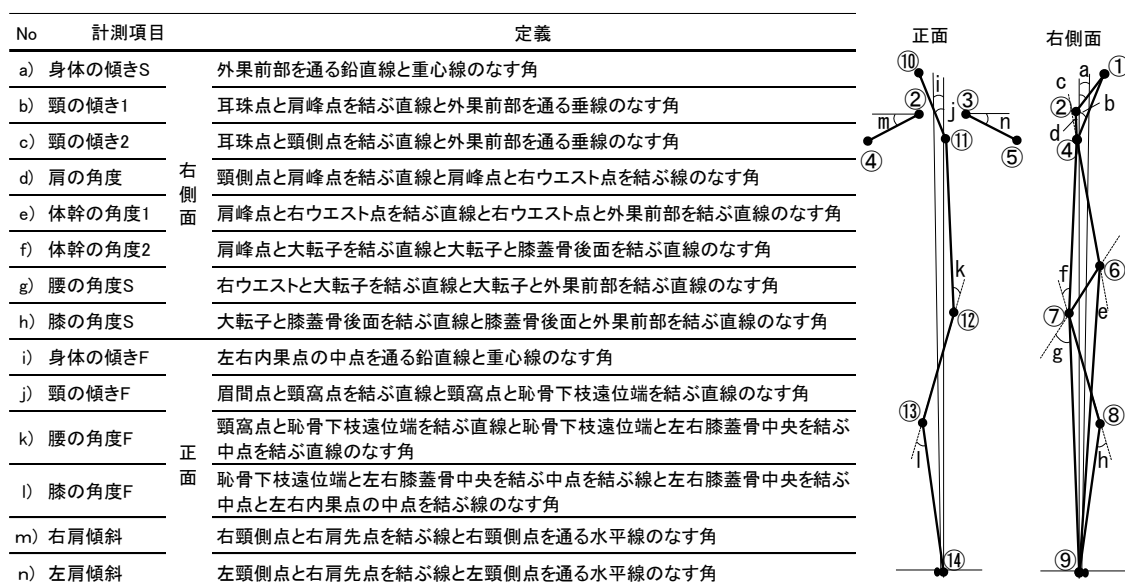 No 計測項目 定義
a) 身体の傾きS 外果前部を通る鉛直線と重心線のなす角
b) 頸の傾き1 耳珠点と肩峰点を結ぶ直線と外果前部を通る垂線のなす角
c) 頸の傾き2 耳珠点と頸側点を結ぶ直線と外果前部を通る垂線のなす角
d) 肩の角度 頸側点と肩峰点を結ぶ直線と肩峰点と右ウエスト点を結ぶ線のなす角
e) 体幹の角度1 肩峰点と右ウエスト点を結ぶ直線と右ウエスト点と外果前部を結ぶ直線のなす角
f) 体幹の角度2 肩峰点と大転子を結ぶ直線と大転子と膝蓋骨後面を結ぶ直線のなす角
g) 腰の角度S 右ウエストと大転子を結ぶ直線と大転子と外果前部を結ぶ直線のなす角
h) 膝の角度S 大転子と膝蓋骨後面を結ぶ直線と膝蓋骨後面と外果前部を結ぶ直線のなす角
右側面
i) 身体の傾きF 左右内果点の中点を通る鉛直線と重心線のなす角
j) 頸の傾きF 眉間点と頸窩点を結ぶ直線と頸窩点と恥骨下枝遠位端を結ぶ直線のなす角
k) 腰の角度F 頸窩点と恥骨下枝遠位端を結ぶ直線と恥骨下枝遠位端と左右膝蓋骨中央を結ぶ
中点を結ぶ直線のなす角
l) 膝の角度F 恥骨下枝遠位端と左右膝蓋骨中央を結ぶ中点を結ぶ線と左右膝蓋骨中央を結ぶ
中点と左右内果点の中点を結ぶ線のなす角
m) 右肩傾斜 右頸側点と右肩先点を結ぶ線と右頸側点を通る水平線のなす角
n) 左肩傾斜 左頸側点と右肩先点を結ぶ線と左頸側点を通る水平線のなす角
正面
正面
⑩
i
② j ③
m n
④ ⑪ ⑤
k
⑫
⑬
l
⑭
右側面
a ①
c
② b
d
④
⑥
f
⑦ e
g
⑧
h
⑨